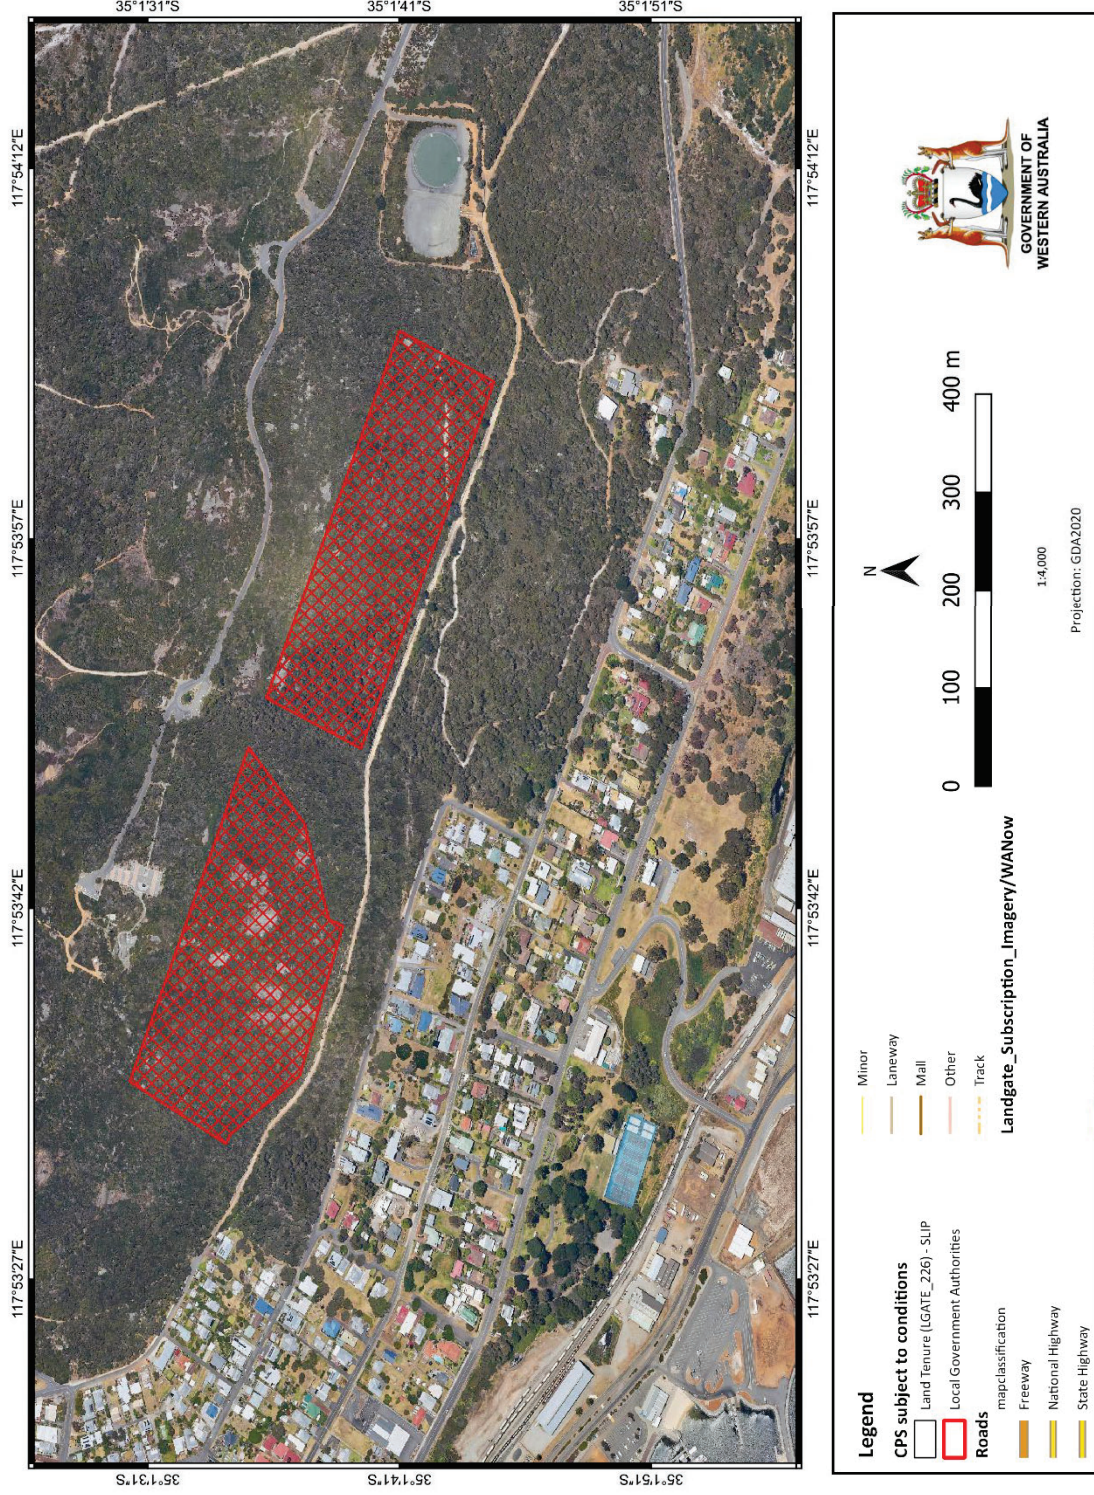 35°1'31"S
35°1'41"S
35°1'51"S
117°54'12"E
117°53'57"E
117°53'42"E
117°53'27"E
117°54'12"E
117°53'57"E
117°53'42"E
117°53'27"E
35°1'31"S
35°1'41"S
35°1'51"S
Legend
CPS subject to conditions
Land Tenure (LGATE_226) - SLIP
Local Government Authorities
Roads
mapclassification
Freeway
National Highway
State Highway
Minor
Laneway
Mall
Other
Track
Landgate_Subscription_Imagery/WANow
N
0 100 200 300 400 m
1:4,000
Projection: GDA2020
GOVERNMENT OF
WESTERN AUSTRALIA